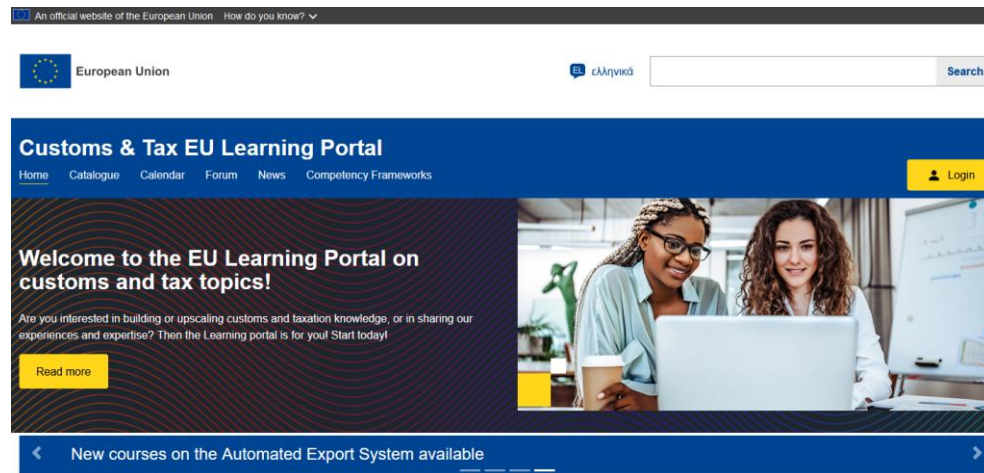 An official website of the European Union How do you know?
European Union
EL ελληνικά
Search
Customs & Tax EU Learning Portal
Home Catalogue Calendar Forum News Competency Frameworks
Login
Welcome to the EU Learning Portal on
customs and tax topics!
Are you interested in building or upscaling customs and taxation knowledge, or in sharing our
experiences and expertise? Then the Learning portal is for you! Start today!
Read more
New courses on the Automated Export System available